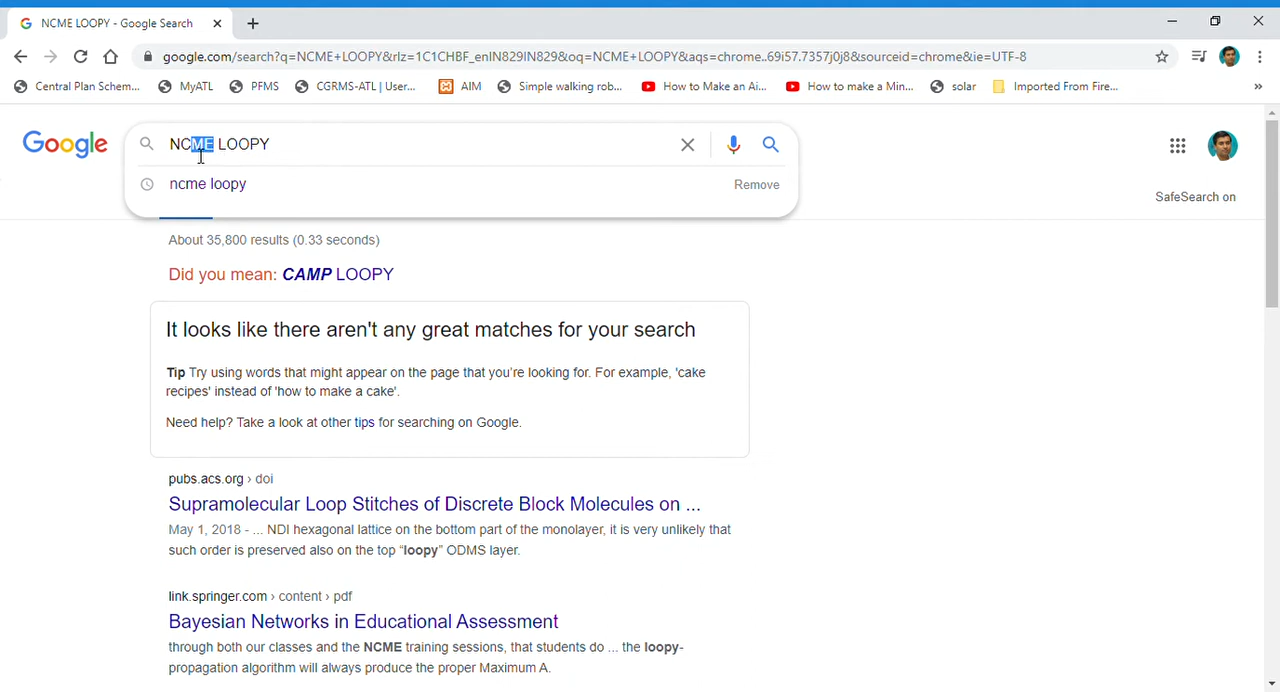 NCME LOOPY - Google Search
google.com/search?q=NCME+LOOPY&rlz=1C1CHBF_enIN829IN829&oq=NCME+LOOPY&aqs=chrome..69i57.7357j0j8&sourceid=chrome&ie=UTF-8
Central Plan Schem... MyATL PFMS CGRMS-ATL | User... AIM Simple walking rob... How to Make an Ai... How to make a Min... solar Imported From Fire... »
Google NCME LOOPY
ncme loopy Remove
SafeSearch on
About 35,800 results (0.33 seconds)
Did you mean: CAMP LOOPY
It looks like there aren't any great matches for your search
Tip Try using words that might appear on the page that you're looking for. For example, 'cake
recipes' instead of 'how to make a cake'.
Need help? Take a look at other tips for searching on Google.
pubs.acs.org › doi
Supramolecular Loop Stitches of Discrete Block Molecules on ...
May 1, 2018 - ... NDI hexagonal lattice on the bottom part of the monolayer, it is very unlikely that
such order is preserved also on the top “loopy” ODMS layer.
link.springer.com › content › pdf
Bayesian Networks in Educational Assessment
through both our classes and the NCME training sessions, that students do ... the loopy-
propagation algorithm will always produce the proper Maximum A.